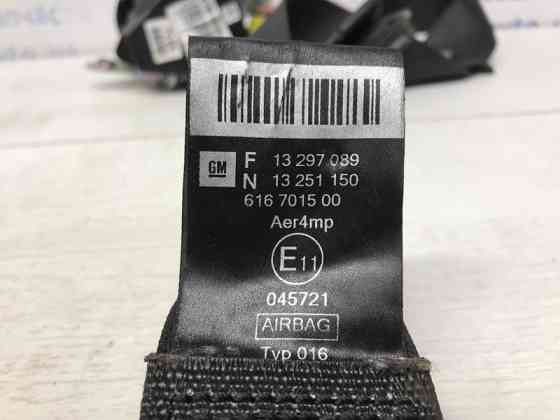 GM
F 13 297 089
N 13 251 150
616 7015 00
Aer4mp
E11
045721
AIRBAG
Typ 016